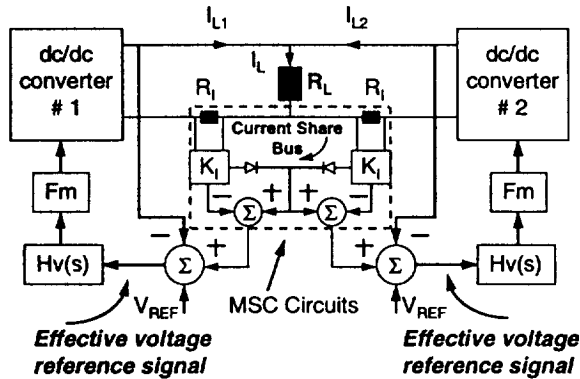 I_L1
I_L2
dc/dc
converter
# 1
I_L
R_L
dc/dc
converter
# 2
R_I
R_I
Current Share
Bus
K_I
K_I
+
+
−
−
Σ
Σ
Fm
Fm
−
+
+
−
Hv(s)
Σ
Σ
Hv(s)
V_REF
MSC Circuits
V_REF
Effective voltage
reference signal
Effective voltage
reference signal